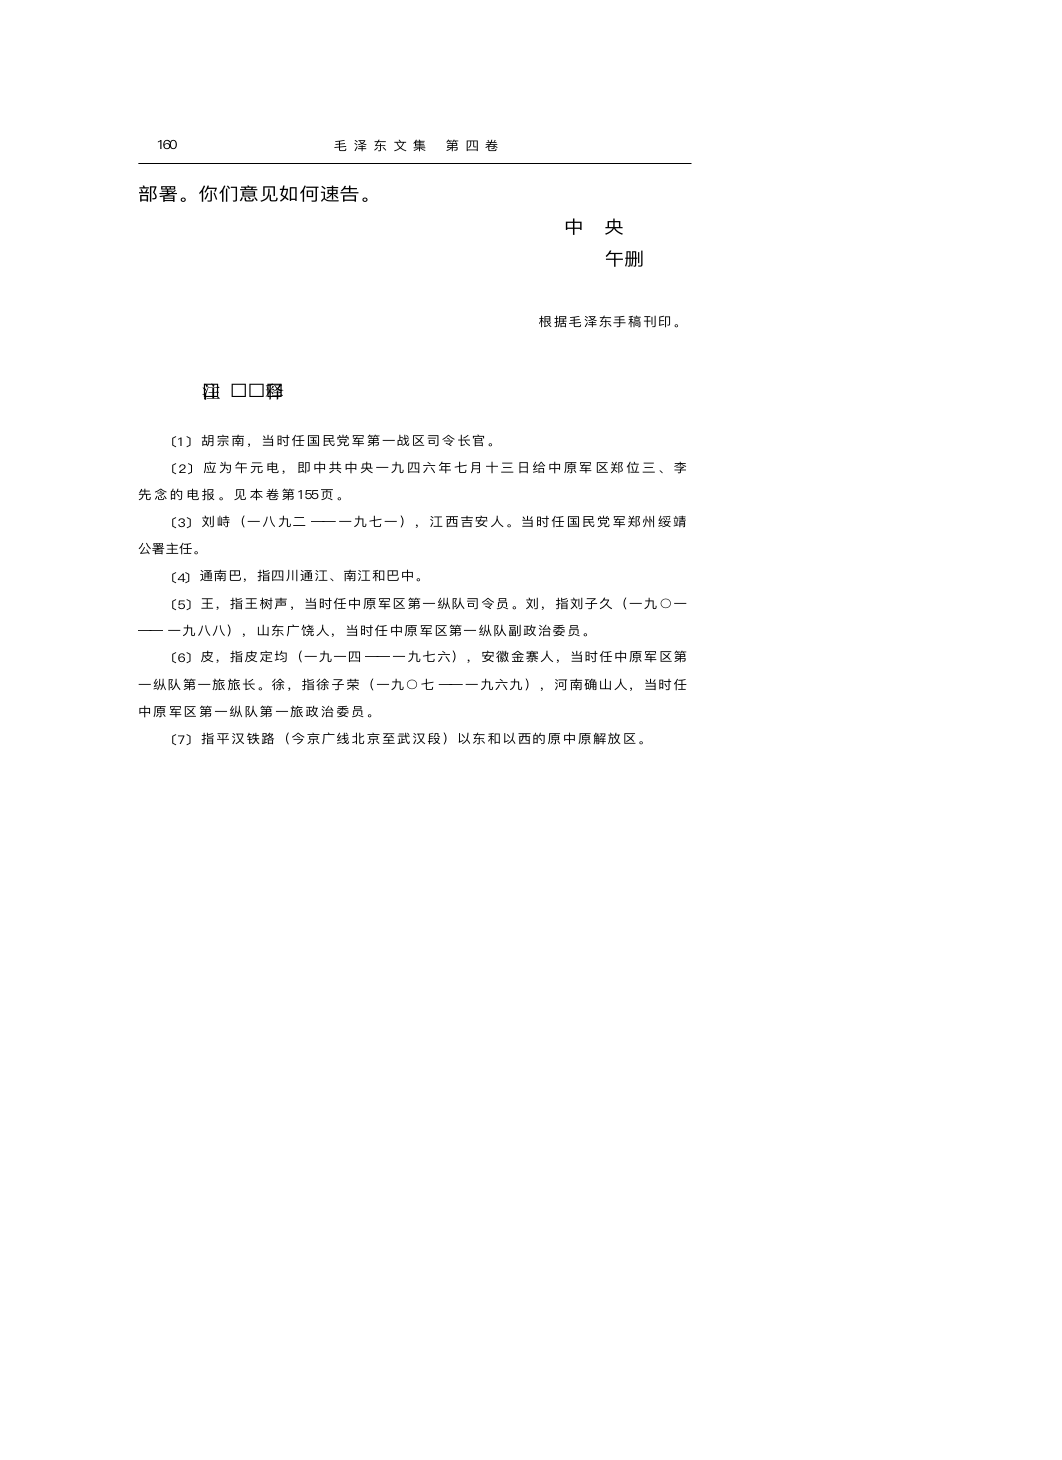 160 毛泽东文集 第四卷
部署。你们意见如何速告。
中 央
午删
根据毛泽东手稿刊印。
注 □□释
〔1〕胡宗南，当时任国民党军第一战区司令长官。
〔2〕应为午元电，即中共中央一九四六年七月十三日给中原军区郑位三、李
先念的电报。见本卷第155页。
〔3〕刘峙（一八九二——一九七一），江西吉安人。当时任国民党军郑州绥靖
公署主任。
〔4〕通南巴，指四川通江、南江和巴中。
〔5〕王，指王树声，当时任中原军区第一纵队司令员。刘，指刘子久（一九〇一
——一九八八），山东广饶人，当时任中原军区第一纵队副政治委员。
〔6〕皮，指皮定均（一九一四——一九七六），安徽金寨人，当时任中原军区第
一纵队第一旅旅长。徐，指徐子荣（一九〇七——一九六九），河南确山人，当时任
中原军区第一纵队第一旅政治委员。
〔7〕指平汉铁路（今京广线北京至武汉段）以东和以西的原中原解放区。